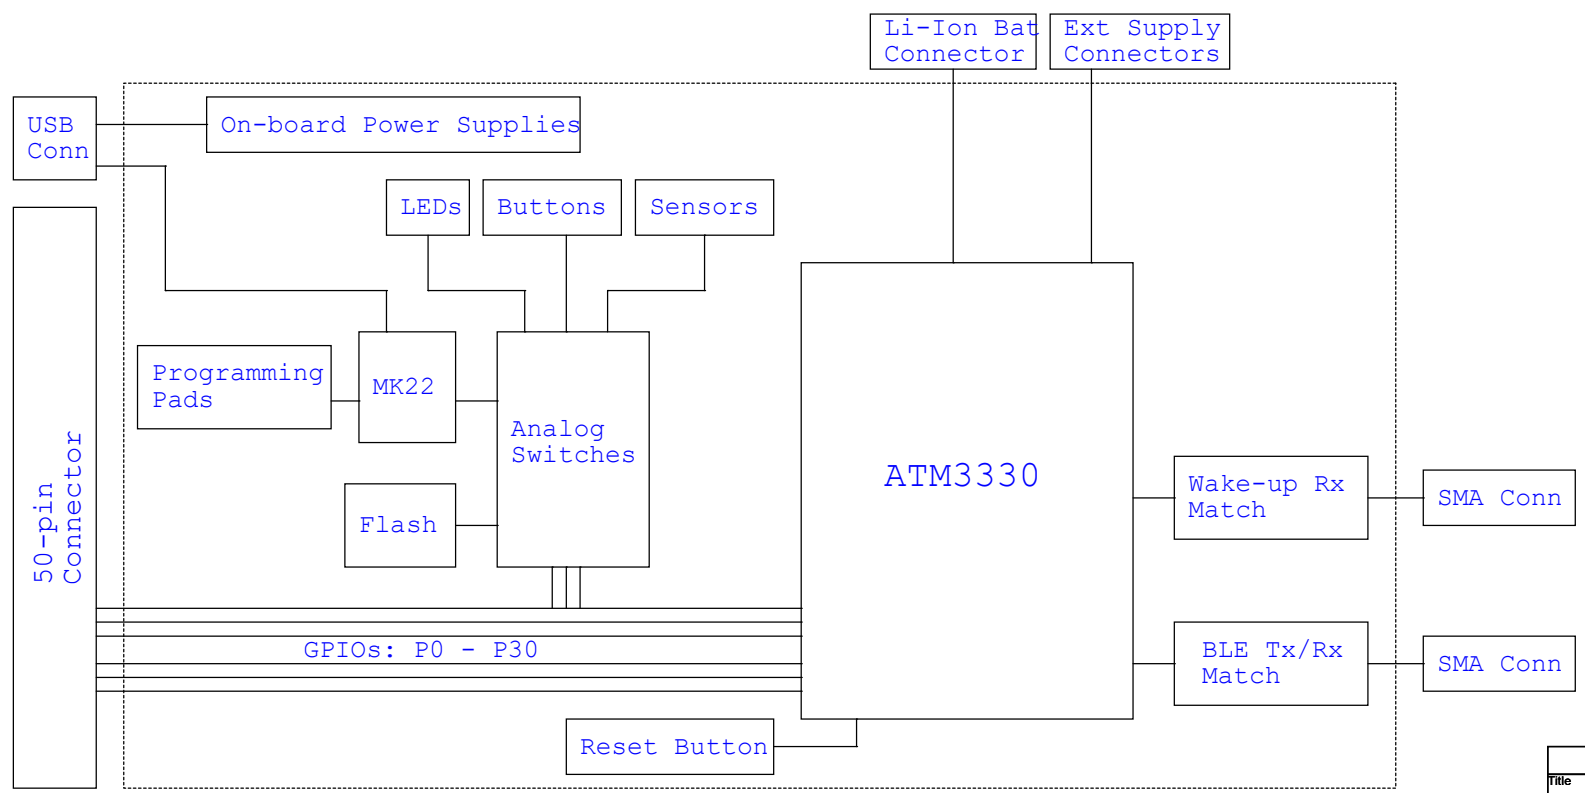 Li-Ion Bat
Connector
Ext Supply
Connectors
USB
Conn
On-board Power Supplies
LEDs
Buttons
Sensors
Programming
Pads
MK22
Analog
Switches
Flash
50-pin
Connector
ATM3330
Wake-up Rx
Match
SMA Conn
GPIOs: P0 - P30
BLE Tx/Rx
Match
SMA Conn
Reset Button
Title